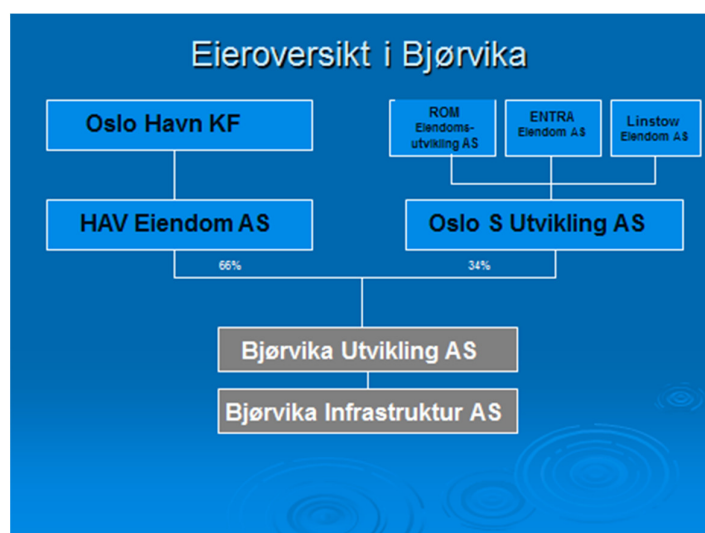 Eieroversikt i Bjørvika
Oslo Havn KF
ROM
Eiendoms-
utvikling AS
ENTRA
Eiendom AS
Linstow
Eiendom AS
HAV Eiendom AS
Oslo S Utvikling AS
66%
34%
Bjørvika Utvikling AS
Bjørvika Infrastruktur AS